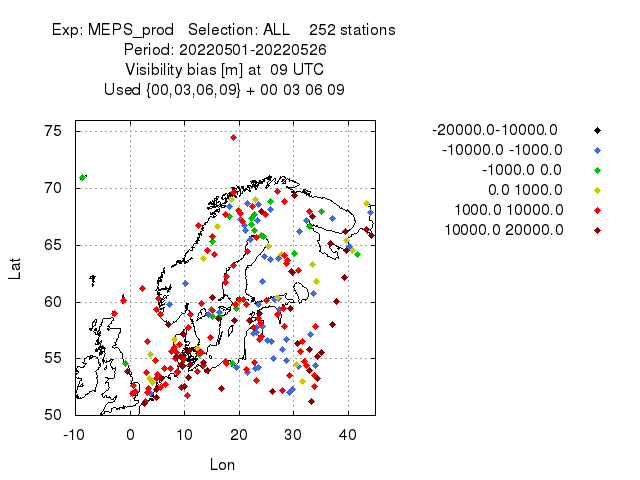 Exp: MEPS_prod   Selection: ALL    252 stations
Period: 20220501-20220526
Visibility bias [m] at  09 UTC
Used {00,03,06,09} + 00 03 06 09
-20000.0-10000.0
-10000.0 -1000.0
-1000.0 0.0
0.0 1000.0
1000.0 10000.0
10000.0 20000.0
75
70
65
60
55
50
Lat
-10 0 10 20 30 40
Lon